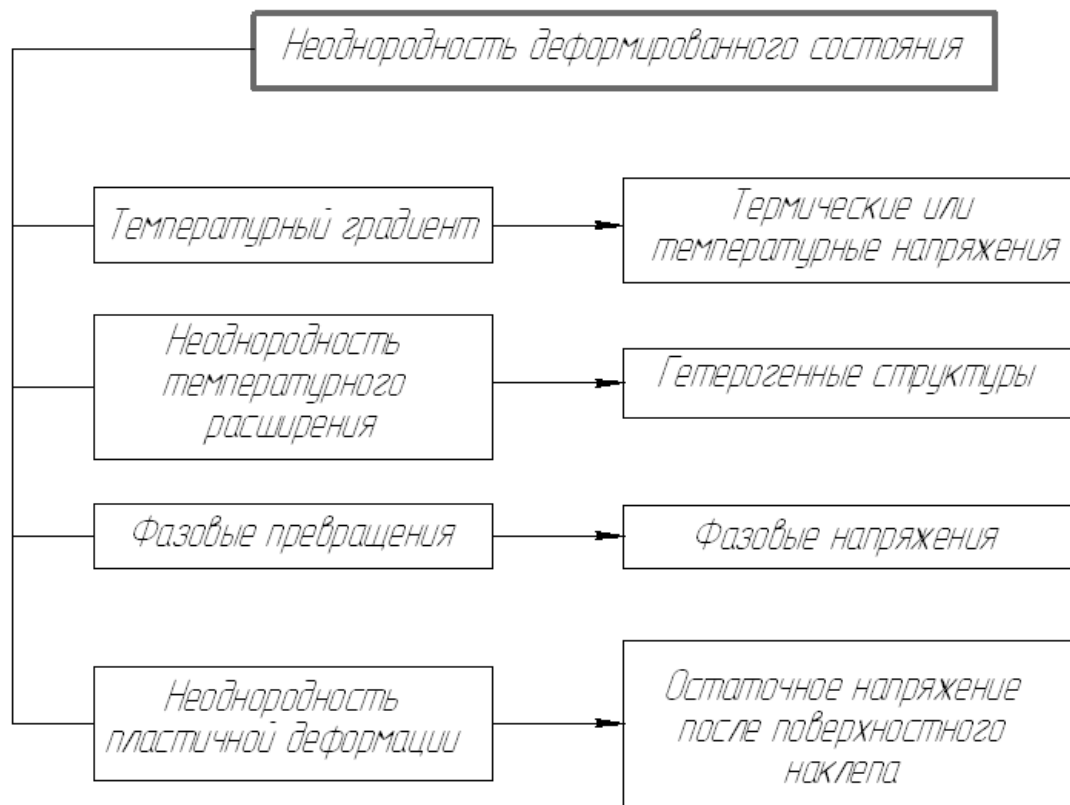 Неоднородность деформированного состояния
Температурный градиент
Термические или
температурные напряжения
Неоднородность
температурного
расширения
Гетерогенные структуры
Фазовые превращения
Фазовые напряжения
Неоднородность
пластичной деформации
Остаточное напряжение
после поверхностного
наклепа